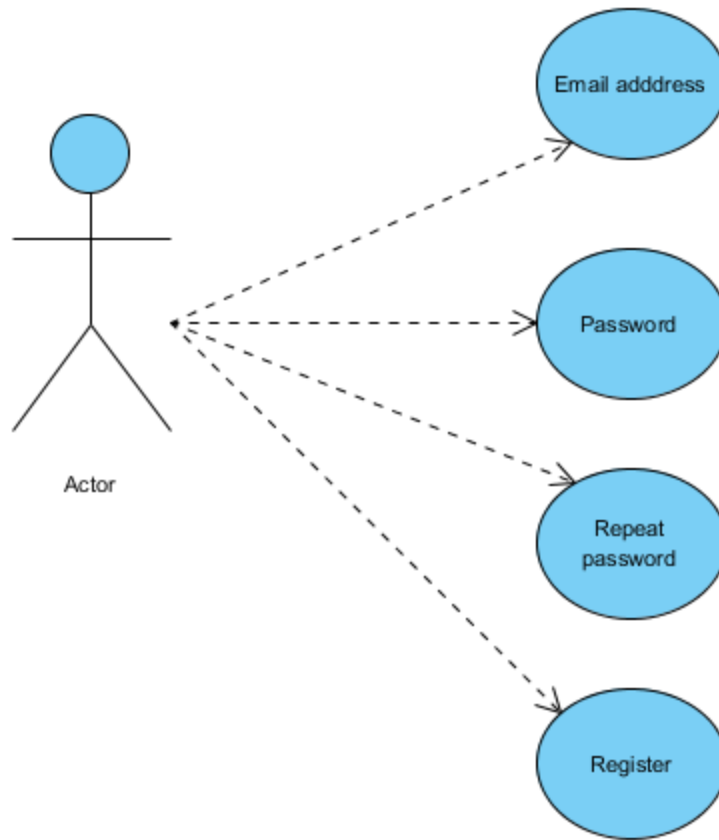 Email adddress
Password
Actor
Repeat
password
Register